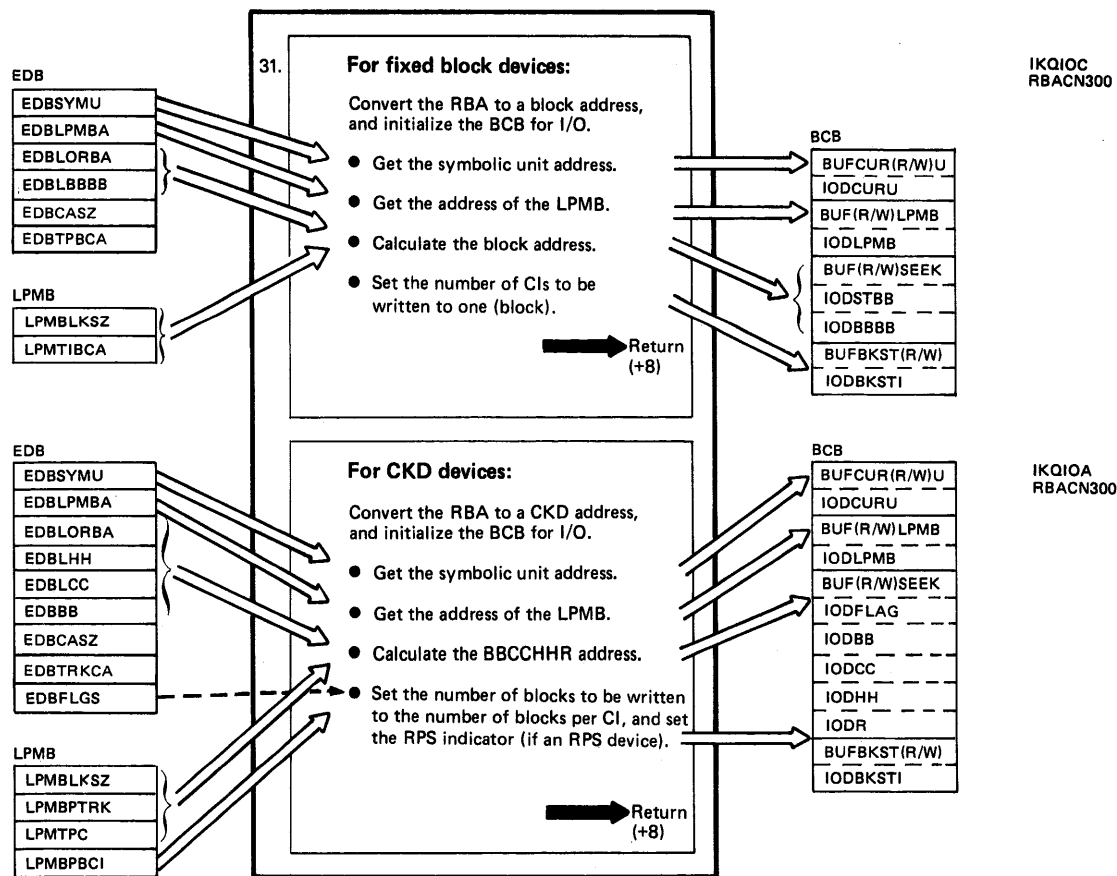 31.
For fixed block devices:
IKQIOC
RBACN300
EDB
EDBSYMU
EDBLPMBA
EDBLORBA
EDBLBBBB
EDBCASZ
EDBTPBCA
LPMB
LPMBLKSZ
LPMTIBCA
Convert the RBA to a block address,
and initialize the BCB for I/O.
● Get the symbolic unit address.
● Get the address of the LPMB.
● Calculate the block address.
● Set the number of CIs to be
written to one (block).
Return
(+8)
BCB
BUFCUR(R/W)U
IODCURU
BUF(R/W)LPMB
IODLPMB
BUF(R/W)SEEK
IODSTBB
IODBBBB
BUFBKST(R/W)
IODBKSTI
EDB
EDBSYMU
EDBLPMBA
EDBLORBA
EDBLHH
EDBLCC
EDBBB
EDBCASZ
EDBTRKCA
EDBFLGS
LPMB
LPMBLKSZ
LPMBPTRK
LPMTPC
LPMBPBCI
For CKD devices:
Convert the RBA to a CKD address,
and initialize the BCB for I/O.
● Get the symbolic unit address.
● Get the address of the LPMB.
● Calculate the BBCCHHR address.
● Set the number of blocks to be written
to the number of blocks per CI, and set
the RPS indicator (if an RPS device).
Return
(+8)
BCB
BUFCUR(R/W)U
IODCURU
BUF(R/W)LPMB
IODLPMB
BUF(R/W)SEEK
IODFLAG
IODBB
IODCC
IODHH
IODR
BUFBKST(R/W)
IODBKSTI
IKQIOA
RBACN300